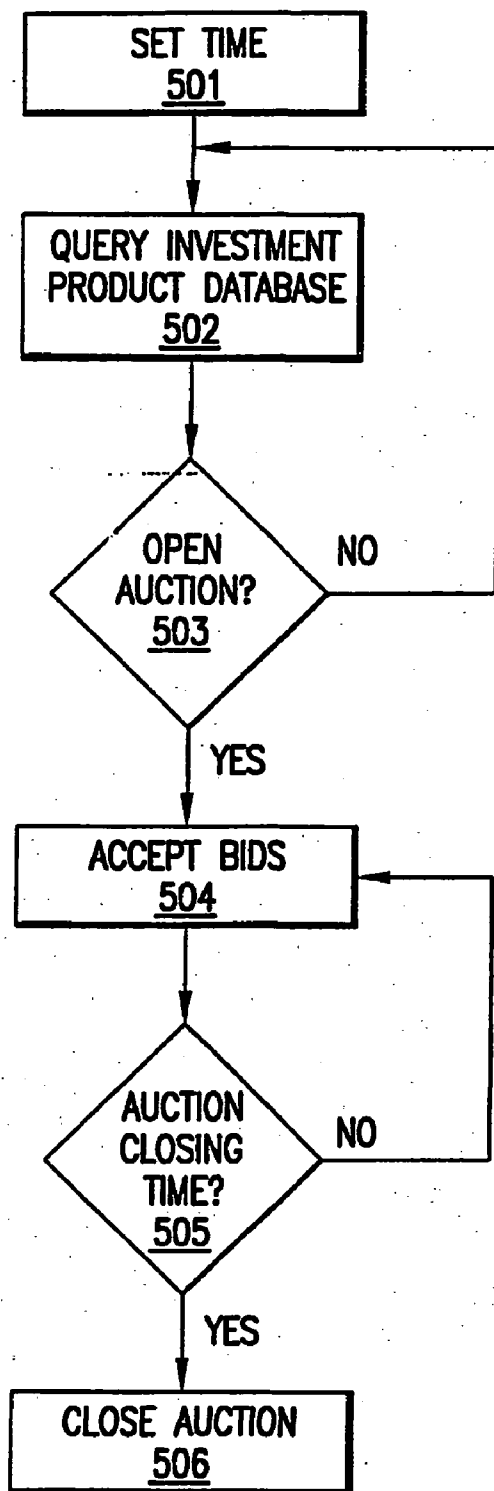 SET TIME
501
QUERY INVESTMENT
PRODUCT DATABASE
502
OPEN
AUCTION?
503
NO
YES
ACCEPT BIDS
504
AUCTION
CLOSING
TIME?
505
NO
YES
CLOSE AUCTION
506